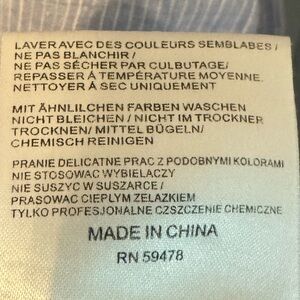 LAVER AVEC DES COULEURS SEMBLABES /
NE PAS BLANCHIR /
NE PAS SÉCHER PAR CULBUTAGE/
REPASSER À TEMPÉRATURE MOYENNE,
NETTOYER À SEC UNIQUEMENT
MIT ÄHNLILCHEN FARBEN WASCHEN
NICHT BLEICHEN / NICHT IM TROCKNER
TROCKNEN/ MITTEL BÜGELN/
CHEMISCH REINIGEN
PRANIE DELICATNE PRAC Z PODOBNYMI KOLORAMI
NIE STOSOWAC WYBIELACZY
NIE SUSZYC W SUSZARCE /
PRASOWAC CIEPLYM ZELAZKIEM
TYLKO PROFESJONALNE CZSZCZENIE CHEMICZNE
MADE IN CHINA
RN 59478